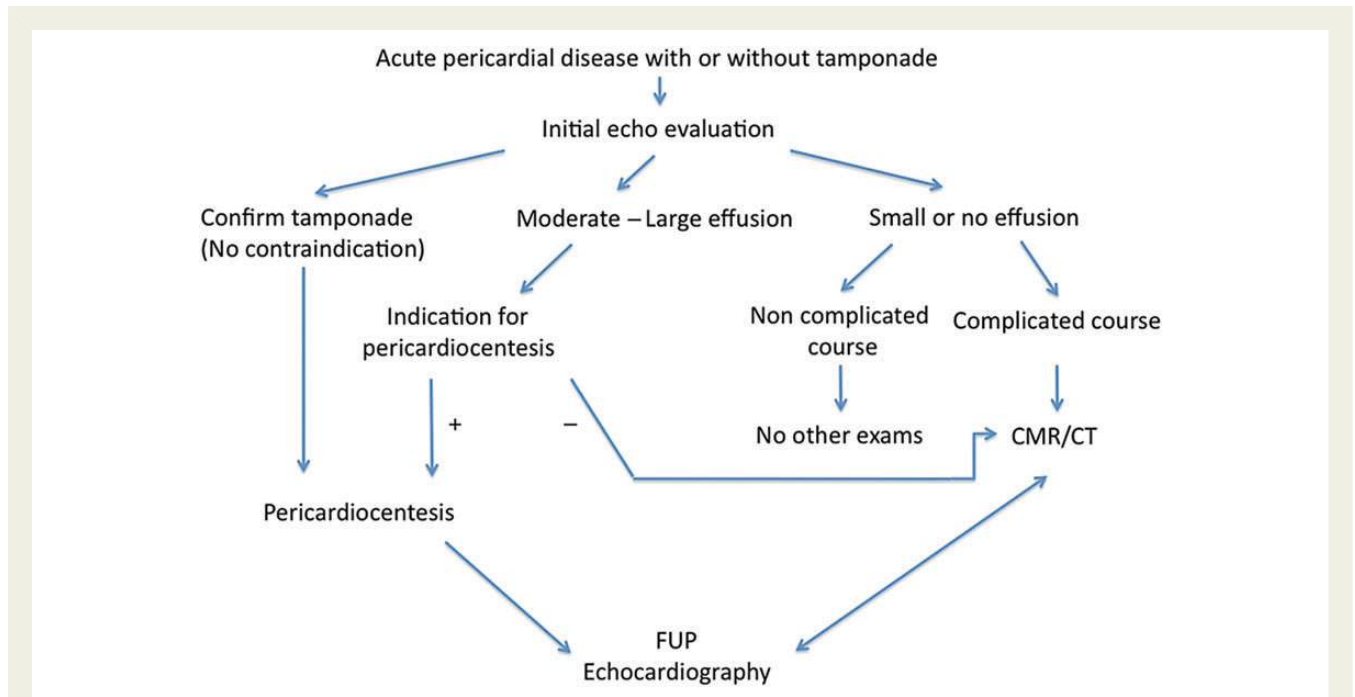 Acute pericardial disease with or without tamponade
Initial echo evaluation
Confirm tamponade
(No contraindication)
Moderate – Large effusion
Small or no effusion
Indication for
pericardiocentesis
Non complicated
course
Complicated course
+
–
No other exams
CMR/CT
Pericardiocentesis
FUP
Echocardiography